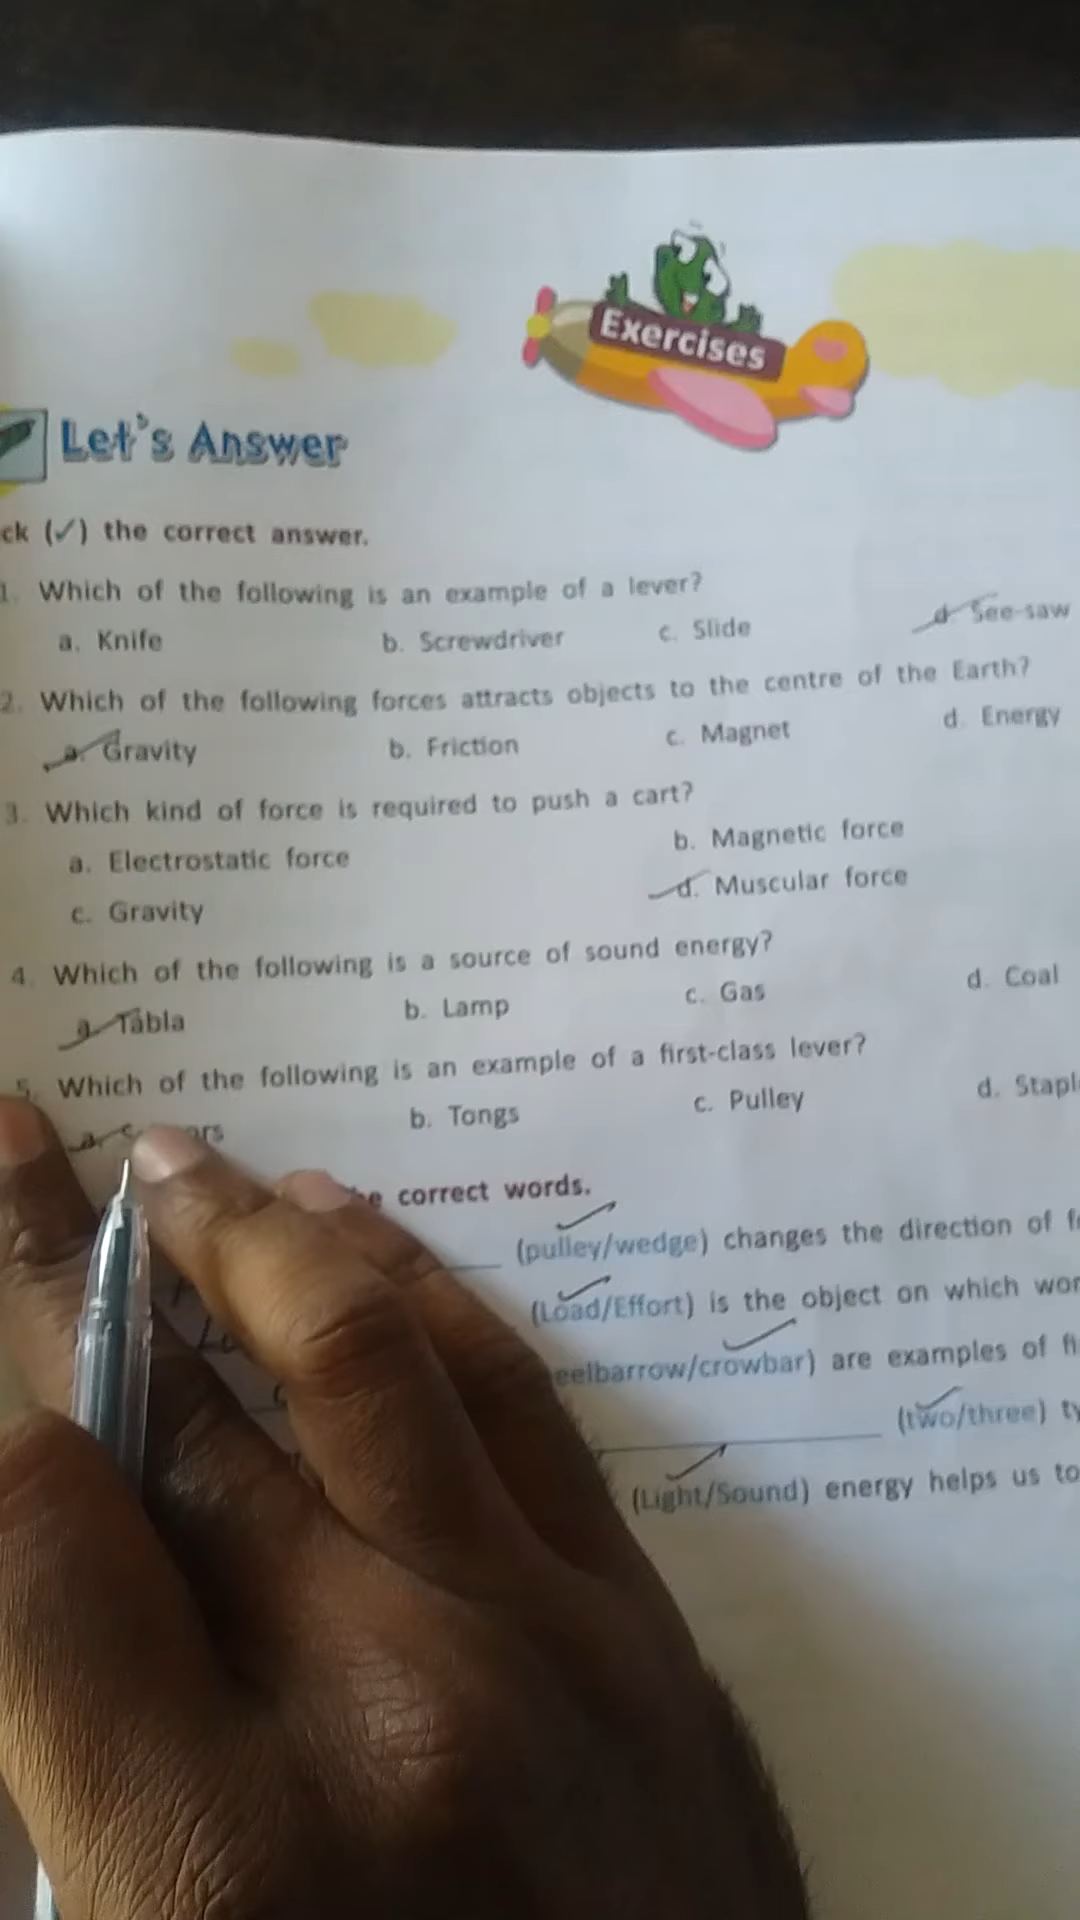 Exercises
Let's Answer
ck (✓) the correct answer.
1. Which of the following is an example of a lever?
a. Knife b. Screwdriver c. Slide d. See-saw
2. Which of the following forces attracts objects to the centre of the Earth?
a. Gravity b. Friction c. Magnet d. Energy
3. Which kind of force is required to push a cart?
a. Electrostatic force b. Magnetic force
c. Gravity d. Muscular force
4. Which of the following is a source of sound energy?
a. Tabla b. Lamp c. Gas d. Coal
5. Which of the following is an example of a first-class lever?
a. b. Tongs c. Pulley d. Stapl
correct words.
(pulley/wedge) changes the direction of f
(Load/Effort) is the object on which wor
eelbarrow/crowbar) are examples of fi
(two/three) ty
(Light/Sound) energy helps us to